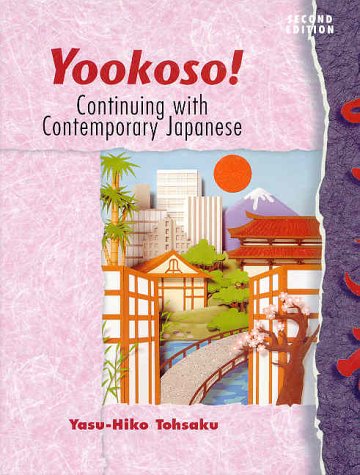 SECOND
EDITION
Yookoso!
Continuing with
Contemporary Japanese
Yasu-Hiko Tohsaku